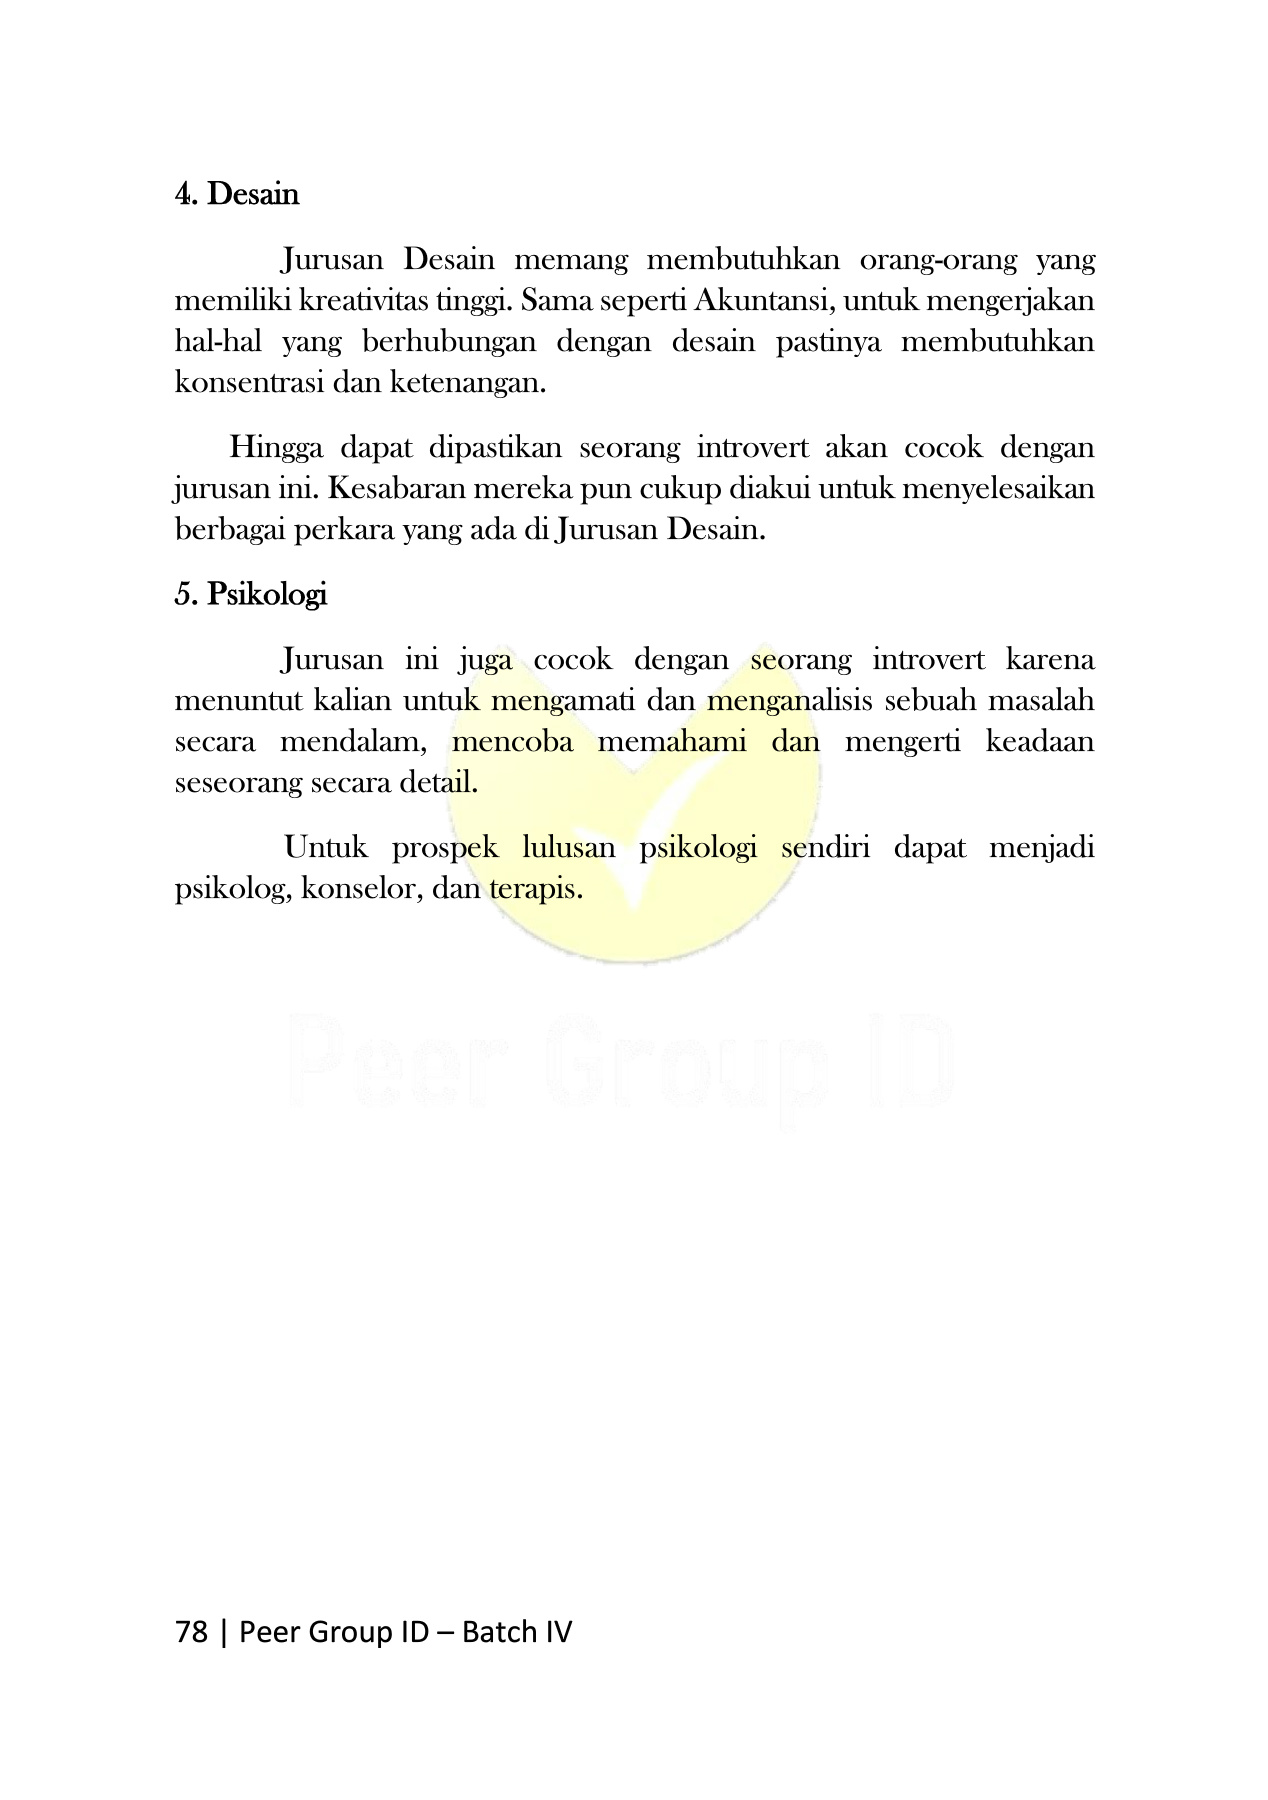 4. Desain
Jurusan Desain memang membutuhkan orang-orang yang
memiliki kreativitas tinggi. Sama seperti Akuntansi, untuk mengerjakan
hal-hal yang berhubungan dengan desain pastinya membutuhkan
konsentrasi dan ketenangan.
Hingga dapat dipastikan seorang introvert akan cocok dengan
jurusan ini. Kesabaran mereka pun cukup diakui untuk menyelesaikan
berbagai perkara yang ada di Jurusan Desain.
5. Psikologi
Jurusan ini juga cocok dengan seorang introvert karena
menuntut kalian untuk mengamati dan menganalisis sebuah masalah
secara mendalam, mencoba memahami dan mengerti keadaan
seseorang secara detail.
Untuk prospek lulusan psikologi sendiri dapat menjadi
psikolog, konselor, dan terapis.
Peer Group ID
78 | Peer Group ID – Batch IV